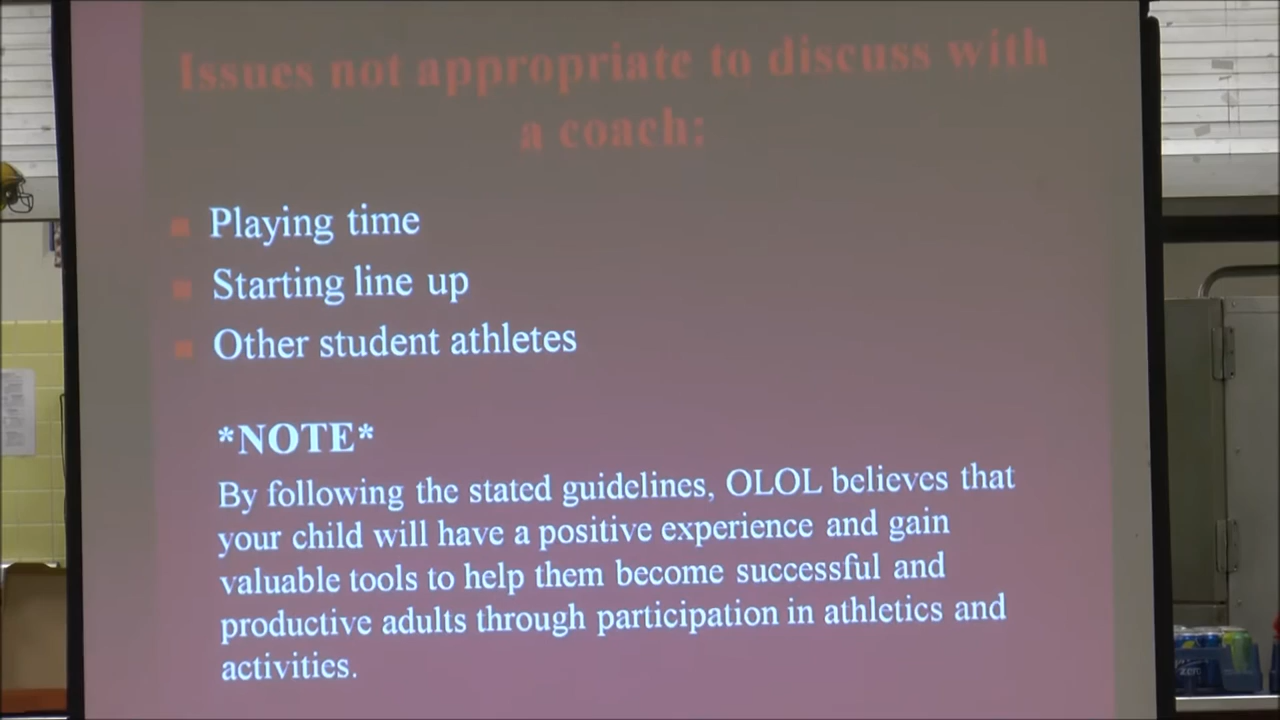 Issues not appropriate to discuss with
a coach:
Playing time
Starting line up
Other student athletes
*NOTE*
By following the stated guidelines, OLOL believes that
your child will have a positive experience and gain
valuable tools to help them become successful and
productive adults through participation in athletics and
activities.